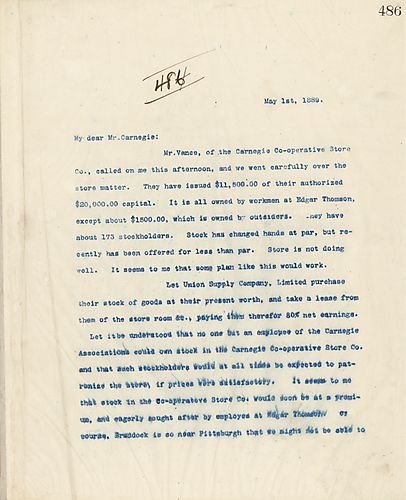 486
486
May 1st, 1889.
My dear Mr.Carnegie:
Mr.Vance, of the Carnegie Co-operative Store
Co., called on me this afternoon, and we went carefully over the
store matter. They have issued $11,500.00 of their authorized
$20,000.00 capital. It is all owned by workmen at Edgar Thomson,
except about $1500.00, which is owned by outsiders. They have
about 173 stockholders. Stock has changed hands at par, but re-
cently has been offered for less than par. Store is not doing
well. It seems to me that some plan like this would work.
Let Union Supply Company, Limited purchase
their stock of goods at their present worth, and take a lease from
them of the store room &c., paying them therefor 80% net earnings.
Let it be understood that no one but an employee of the Carnegie
Associations could own stock in the Carnegie Co-operative Store Co.
and that such stockholders would at all times be expected to pat-
ronize the store, if prices were satisfactory. It seems to me
that stock in the Co-operative Store Co. would soon be at a premi-
um, and eagerly sought after by employes at Edgar Thomson. Of
course, Braddock is so near Pittsburgh that we might not be able to